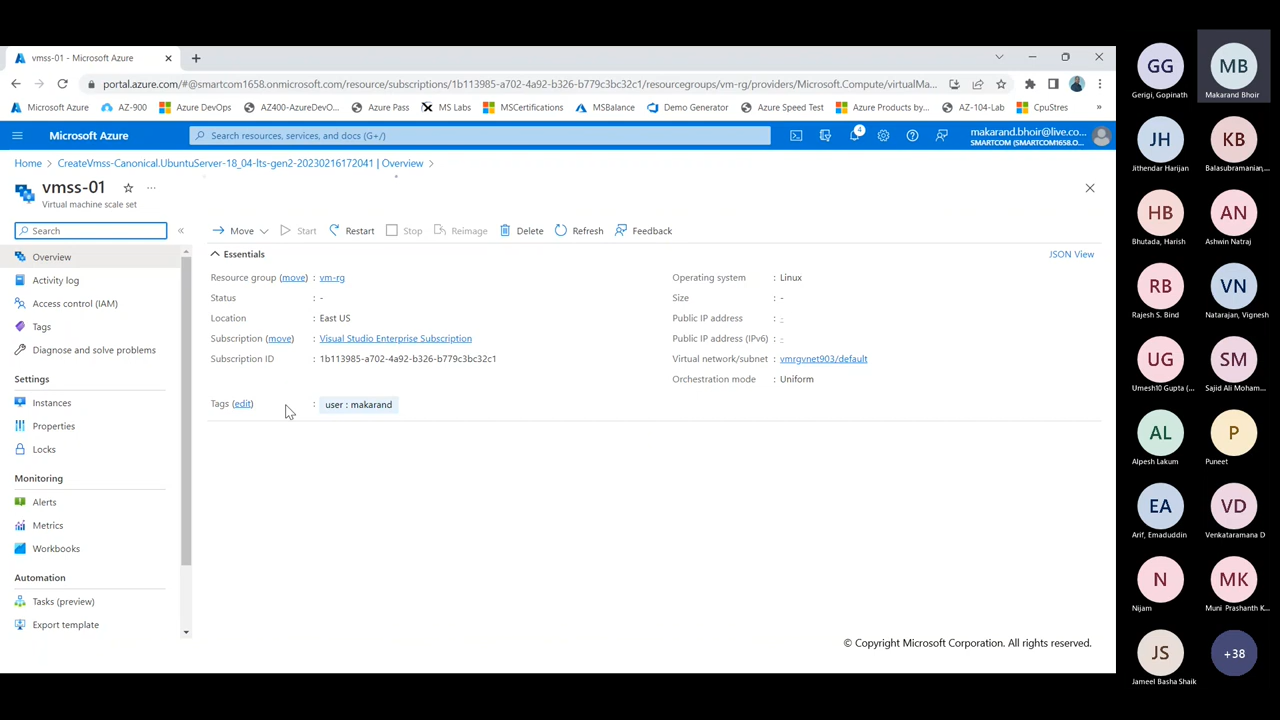 vmss-01 - Microsoft Azure
portal.azure.com/#@smartcom1658.onmicrosoft.com/resource/subscriptions/1b113985-a702-4a92-b326-b779c3bc32c1/resourcegroups/vm-rg/providers/Microsoft.Compute/virtualMa...
Microsoft Azure
AZ-900
Azure DevOps
AZ400-AzureDevO...
Azure Pass
MS Labs
MSCertifications
MSBalance
Demo Generator
Azure Speed Test
Azure Products by...
AZ-104-Lab
CpuStres
»
Microsoft Azure
Search resources, services, and docs (G+/)
4
makarand.bhoir@live.co...
SMARTCOM (SMARTCOM1658.O...
Home > CreateVmss-Canonical.UbuntuServer-18_04-lts-gen2-20230216172041 | Overview >
vmss-01
Virtual machine scale set
Search
«
Overview
Activity log
Access control (IAM)
Tags
Diagnose and solve problems
Settings
Instances
Properties
Locks
Monitoring
Alerts
Metrics
Workbooks
Automation
Tasks (preview)
Export template
Move
Start
Restart
Stop
Reimage
Delete
Refresh
Feedback
Essentials
JSON View
Resource group (move) : vm-rg
Status : -
Location : East US
Subscription (move) : Visual Studio Enterprise Subscription
Subscription ID : 1b113985-a702-4a92-b326-b779c3bc32c1
Tags (edit) : user : makarand
Operating system : Linux
Size : -
Public IP address : -
Public IP address (IPv6) : -
Virtual network/subnet : vmrgvnet903/default
Orchestration mode : Uniform
© Copyright Microsoft Corporation. All rights reserved.
GG
Gerigi, Gopinath
MB
Makarand Bhoir
JH
Jithendar Harijan
KB
Balasubramanian,...
HB
Bhutada, Harish
AN
Ashwin Natraj
RB
Rajesh S. Bind
VN
Natarajan, Vignesh
UG
Umesh10 Gupta (...
SM
Sajid Ali Moham...
AL
Alpesh Lakum
P
Puneet
EA
Arif, Emaduddin
VD
Venkataramana D
N
Nijam
MK
Muni Prashanth K...
JS
Jameel Basha Shaik
+38